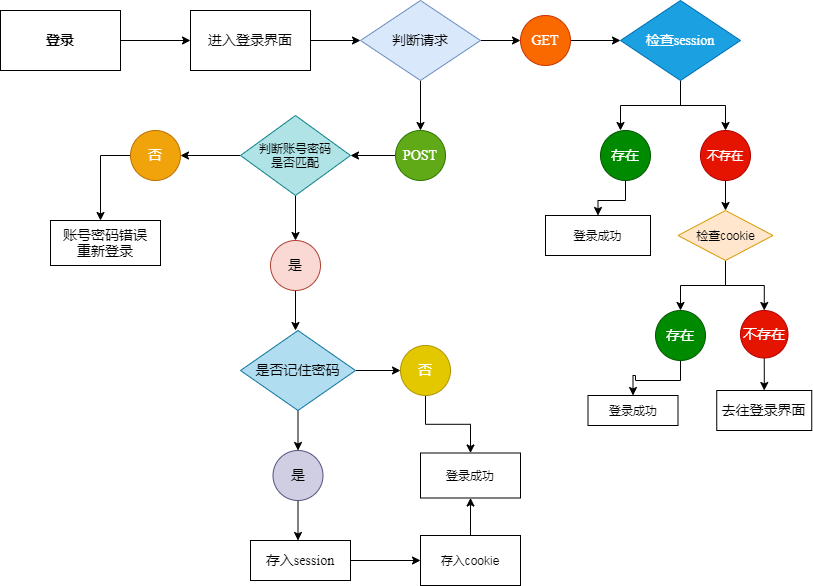 登录
进入登录界面
判断请求
GET
检查session
否
判断账号密码
是否匹配
POST
存在
不存在
账号密码错误
重新登录
登录成功
检查cookie
是
存在
不存在
是否记住密码
否
登录成功
去往登录界面
是
登录成功
存入session
存入cookie